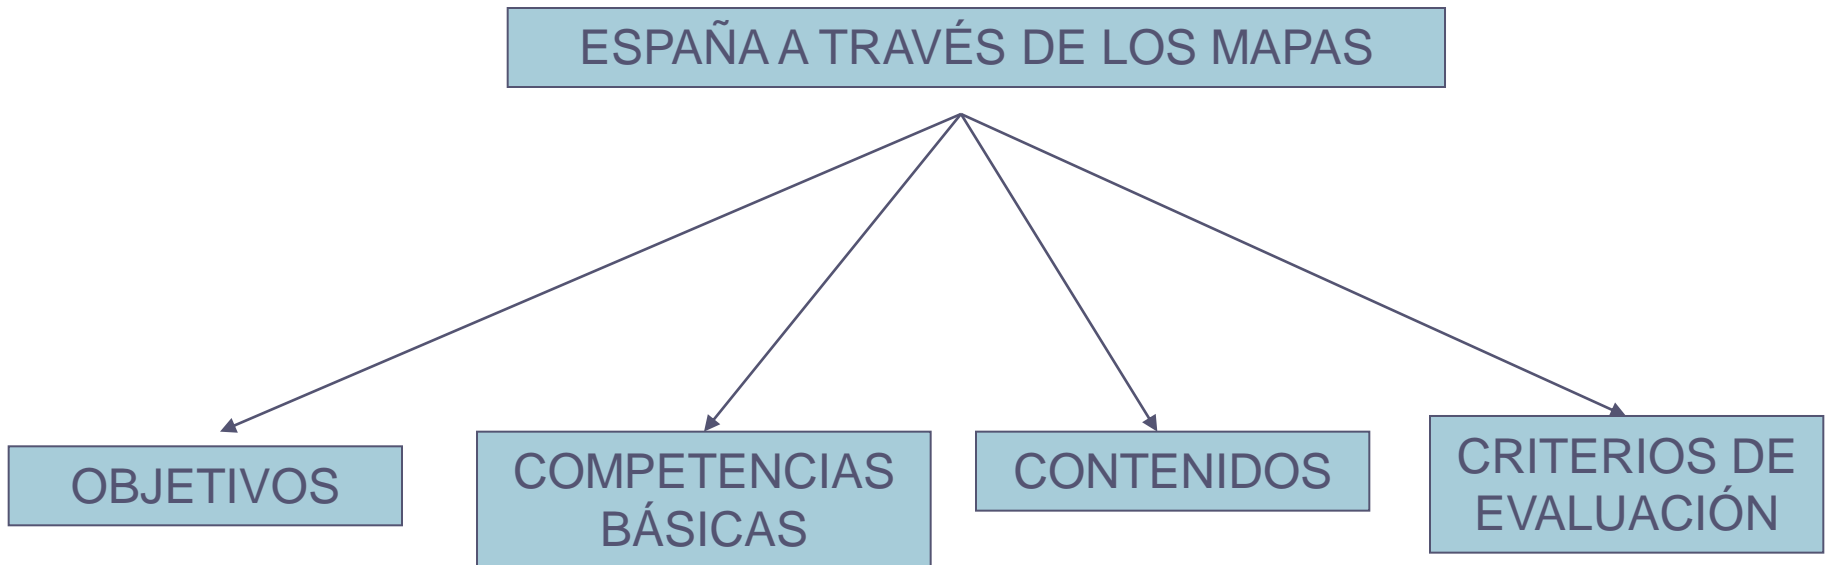 ESPAÑA A TRAVÉS DE LOS MAPAS
OBJETIVOS
COMPETENCIAS
BÁSICAS
CONTENIDOS
CRITERIOS DE
EVALUACIÓN